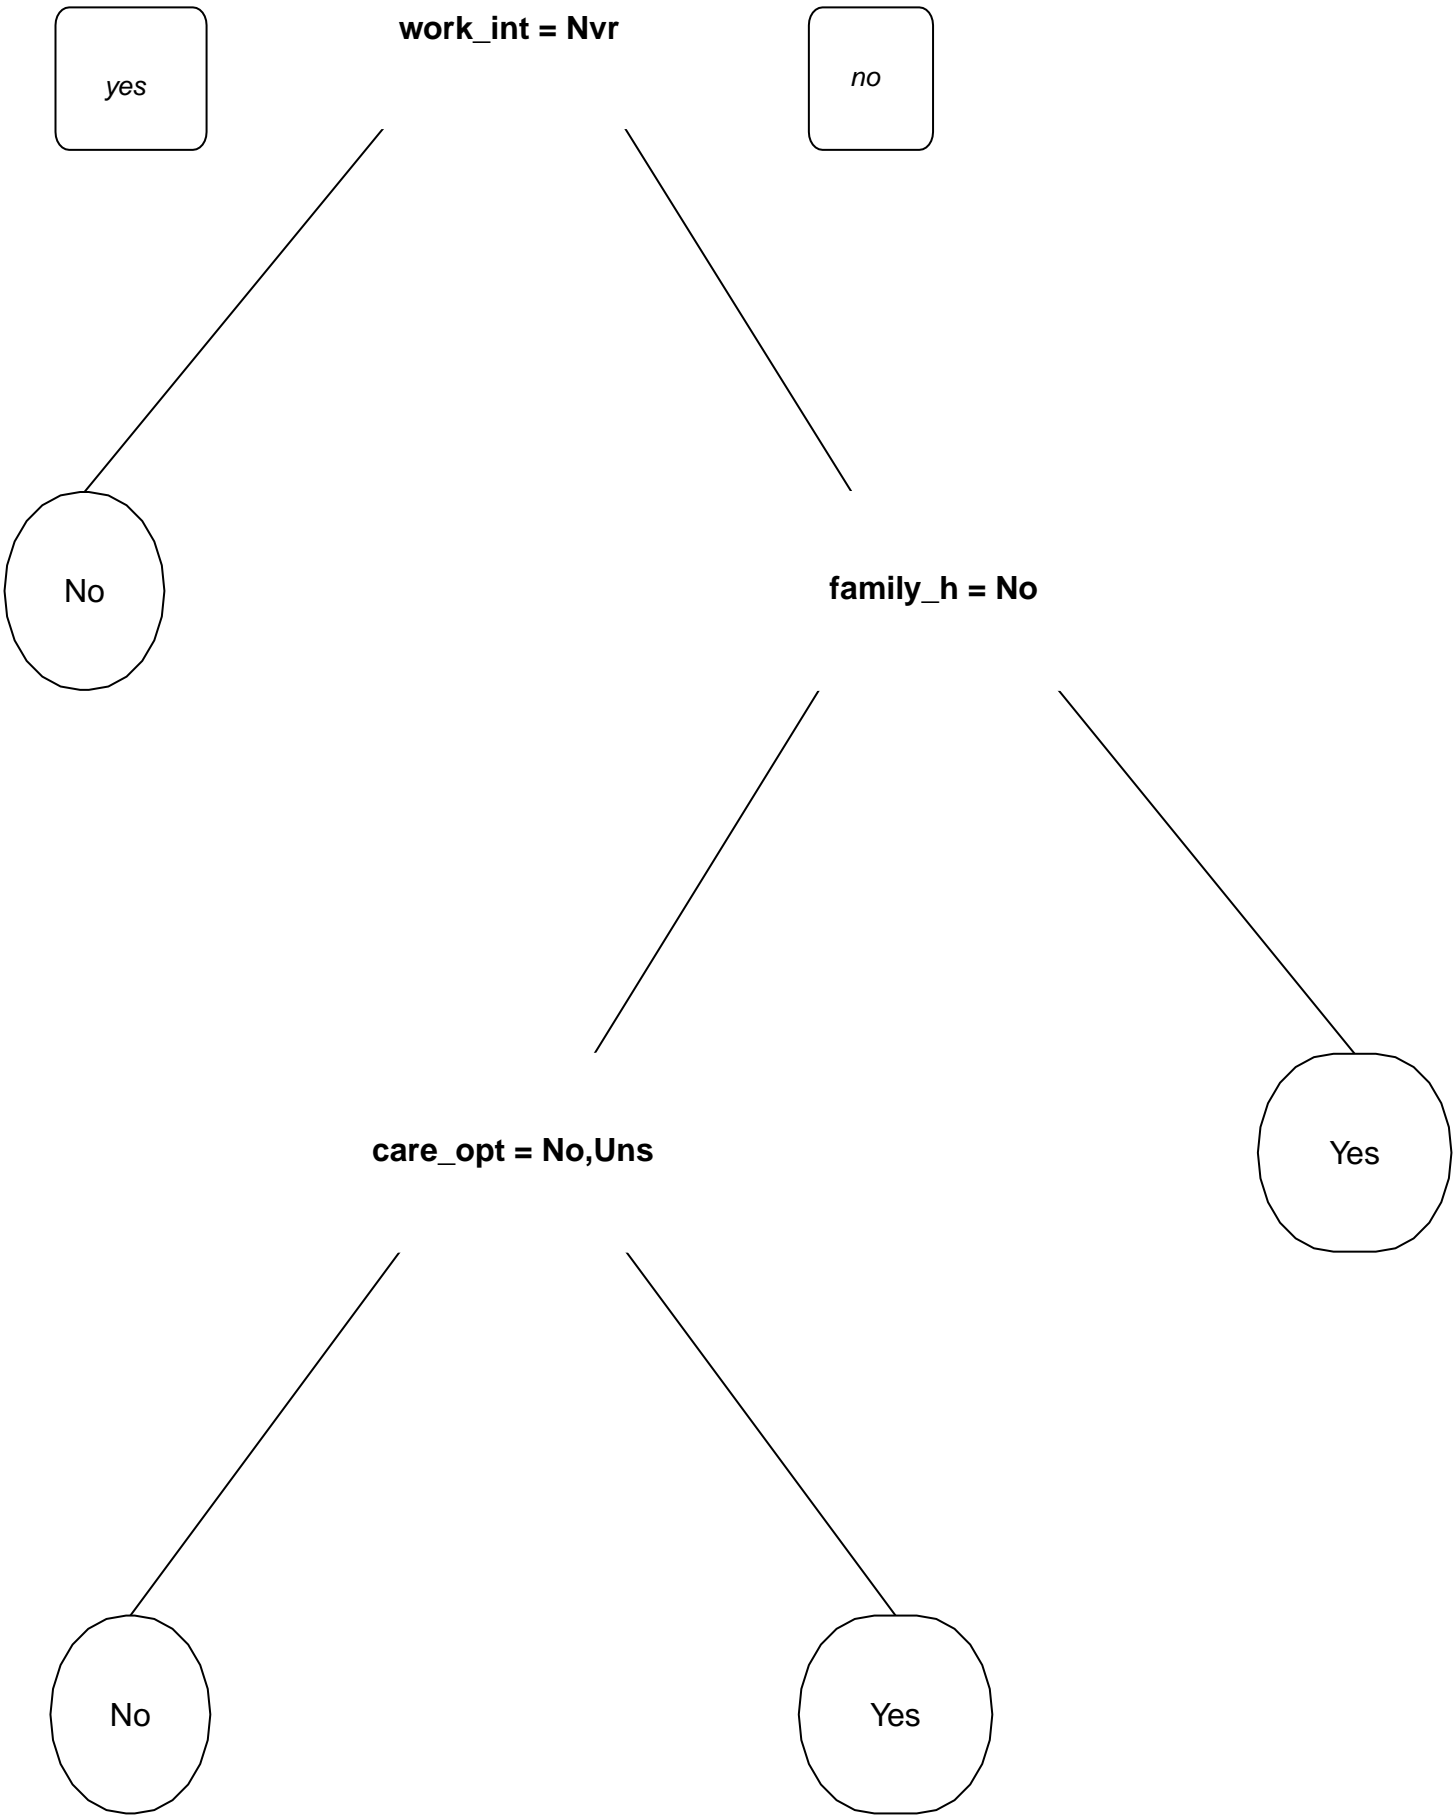 work_int = Nvr
yes
no
No
family_h = No
care_opt = No,Uns
Yes
No
Yes